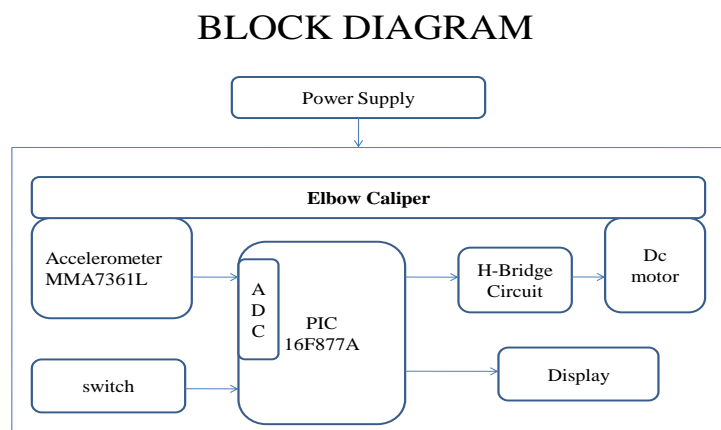 BLOCK DIAGRAM
Power Supply
Elbow Caliper
Accelerometer
MMA7361L
A
D
C
PIC
16F877A
H-Bridge
Circuit
Dc
motor
switch
Display